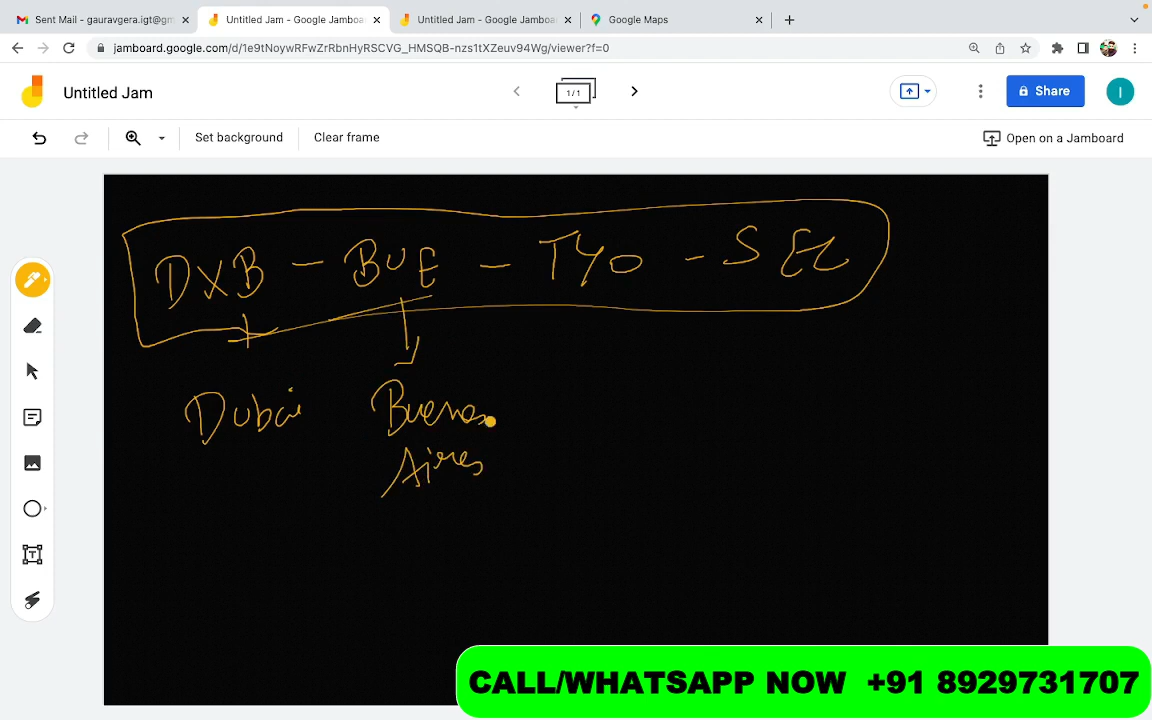 Sent Mail - gauravgera.igt@gm
Untitled Jam - Google Jamboa
Untitled Jam - Google Jamboa
Google Maps
jamboard.google.com/d/1e9tNoywRFwZrRbnHyRSCVG_HMSQB-nzs1tXZeuv94Wg/viewer?f=0
Untitled Jam
1/1
Share
I
Set background
Clear frame
Open on a Jamboard
DXB - BUE - TYO - SEL
Dubai
Buenos
Aires
CALL/WHATSAPP NOW +91 8929731707